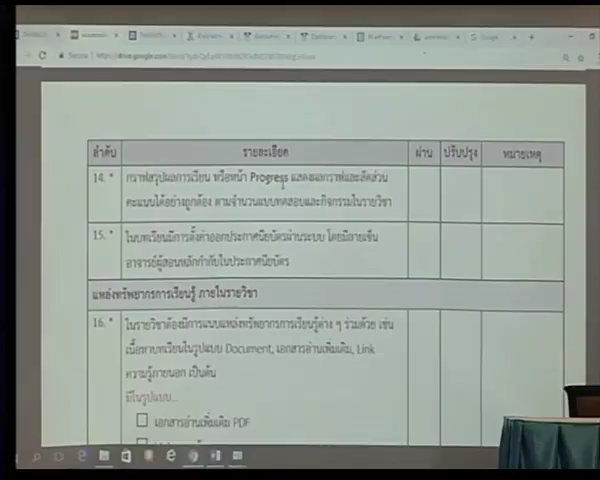 ลำดับ รายละเอียด ผ่าน ปรับปรุง หมายเหตุ
14. * กราฟสรุปผลการเรียน หรือหน้า Progress แสดงผลกราฟและสัดส่วน
คะแนนได้อย่างถูกต้อง ตามจำนวนแบบทดสอบและกิจกรรมในรายวิชา
15. * ในบทเรียนมีการตั้งค่าออกประกาศนียบัตรผ่านระบบ โดยมีลายเซ็น
อาจารย์ผู้สอนหลักกำกับในประกาศนียบัตร
แหล่งทรัพยากรการเรียนรู้ ภายในรายวิชา
16. * ในรายวิชาต้องมีการแนบแหล่งทรัพยากรการเรียนรู้ต่าง ๆ ร่วมด้วย เช่น
เนื้อหาบทเรียนในรูปแบบ Document, เอกสารอ่านเพิ่มเติม, Link
ความรู้ภายนอก เป็นต้น
มีในรูปแบบ...
เอกสารอ่านเพิ่มเติม PDF